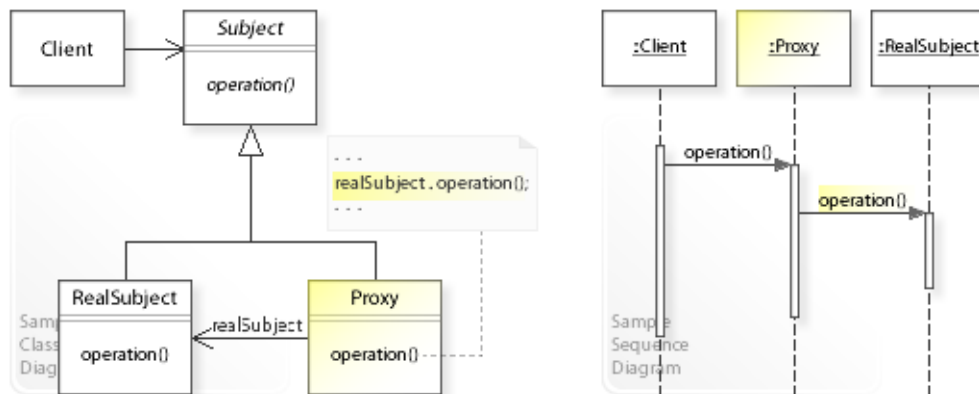 Client
Subject
operation()
- - -
realSubject.operation();
- - -
RealSubject
operation()
realSubject
Proxy
operation()
Sample
Class
Diagram
:Client
:Proxy
:RealSubject
operation()
operation()
Sample
Sequence
Diagram